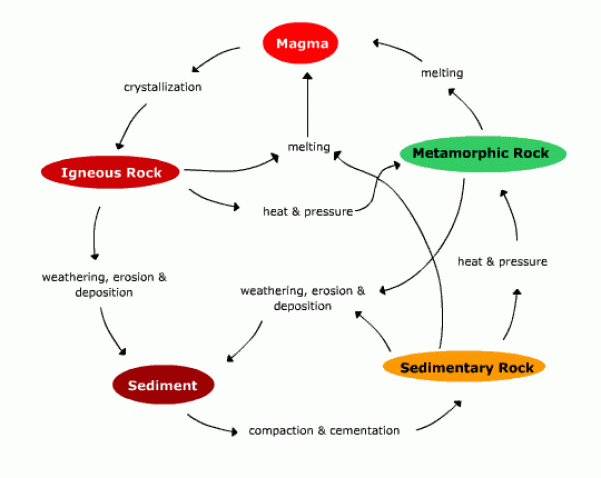 Magma
melting
crystallization
melting
Metamorphic Rock
Igneous Rock
heat & pressure
heat & pressure
weathering, erosion &
deposition
weathering, erosion &
deposition
Sedimentary Rock
Sediment
compaction & cementation